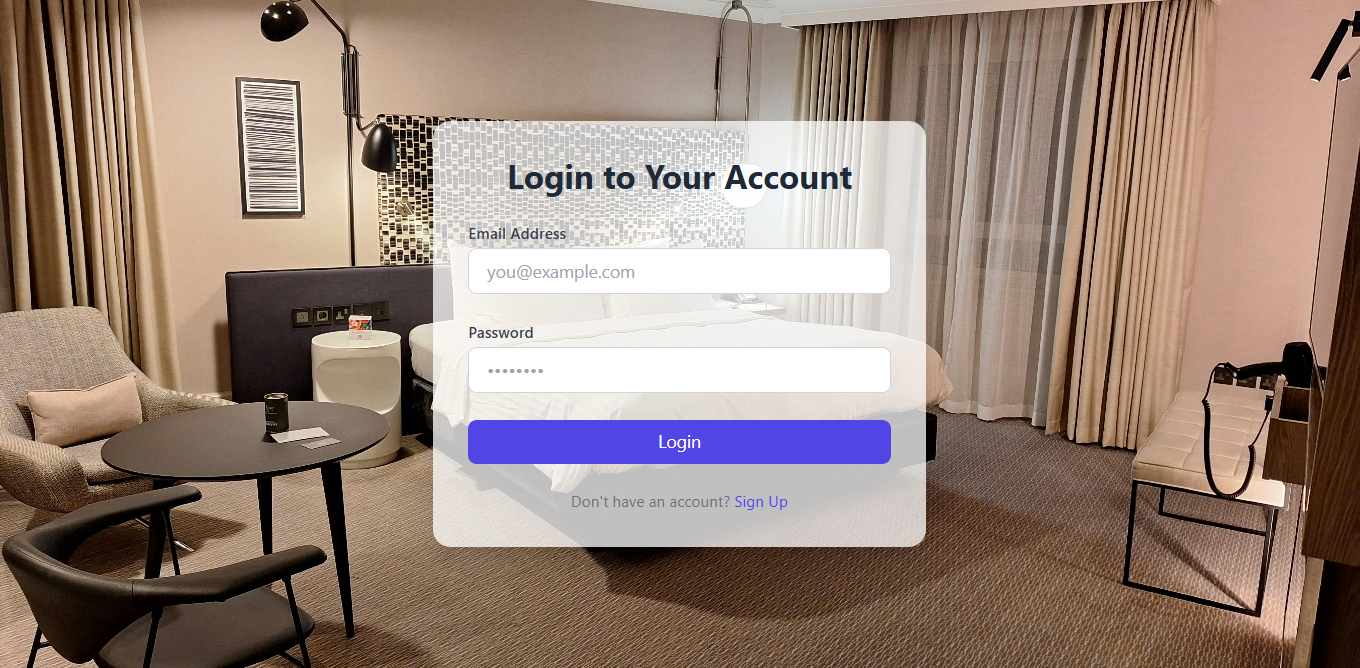 Login to Your Account
Email Address
you@example.com
Password
••••••••
Login
Don't have an account? Sign Up